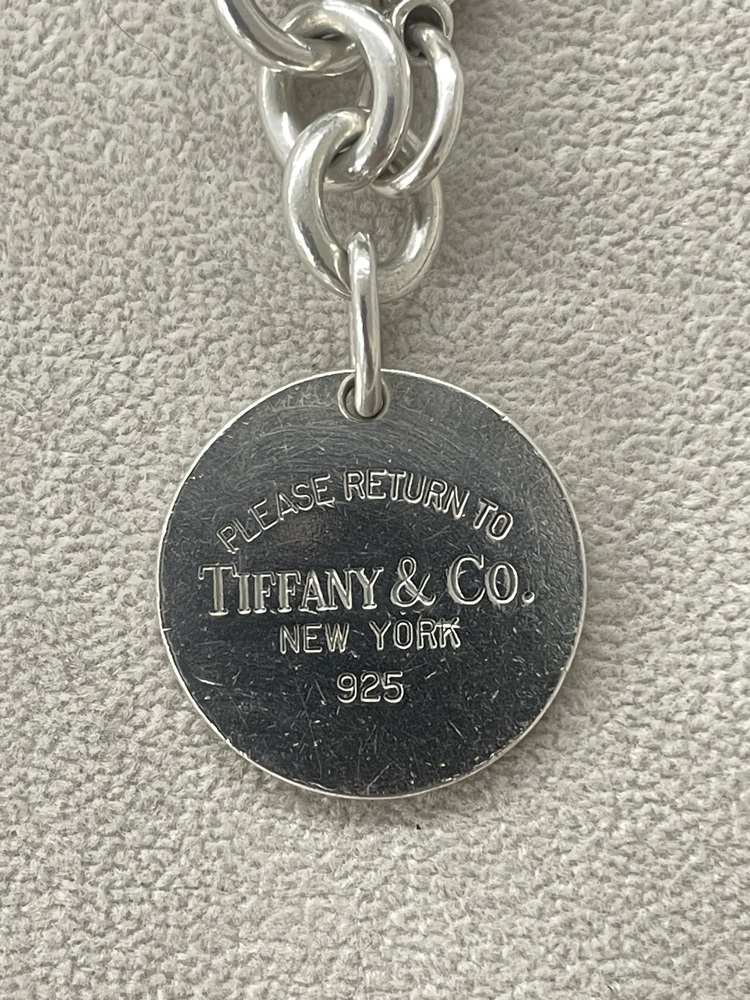 PLEASE RETURN TO
TIFFANY & CO.
NEW YORK
925